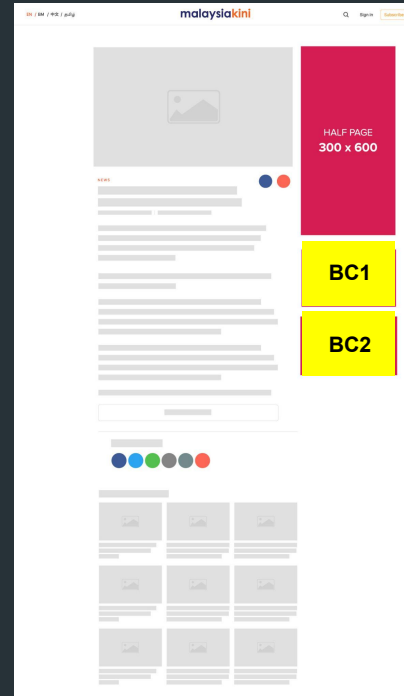 EN / BM / 中文 / தமிழ்
malaysiakini
Sign in
Subscribe
HALF PAGE
300 x 600
NEWS
BC1
BC2